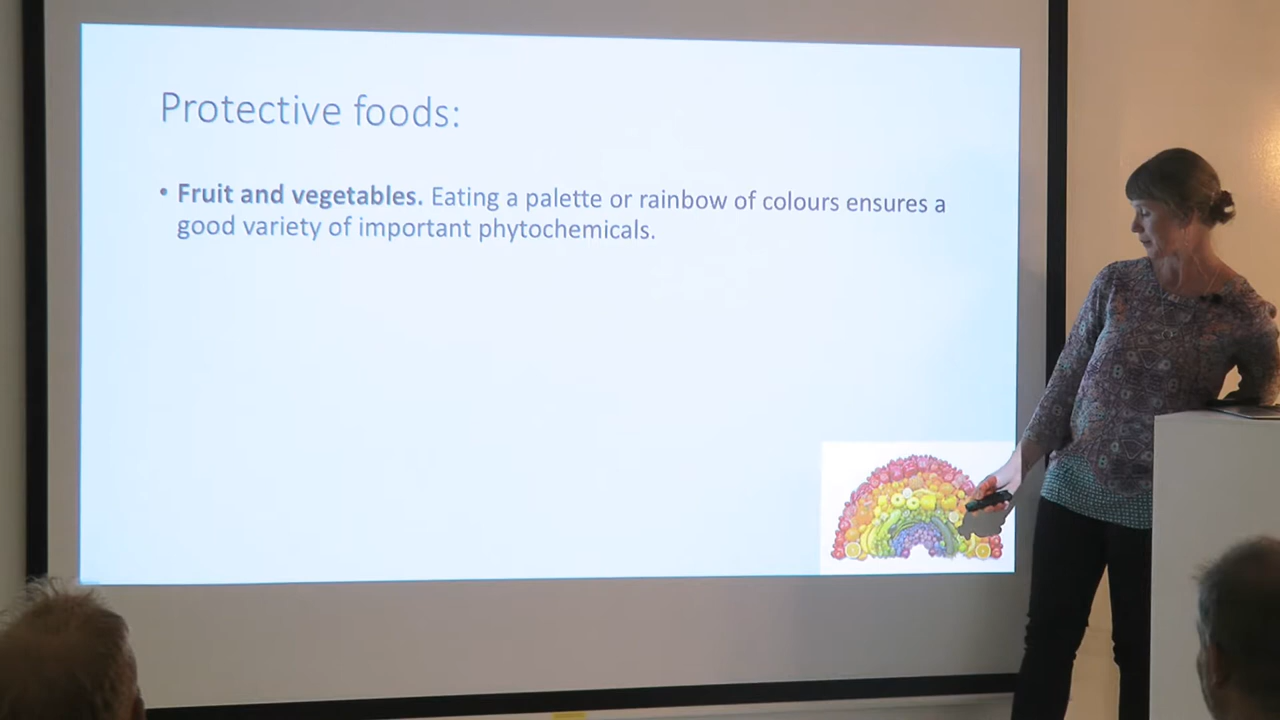 Protective foods:
• Fruit and vegetables. Eating a palette or rainbow of colours ensures a
good variety of important phytochemicals.